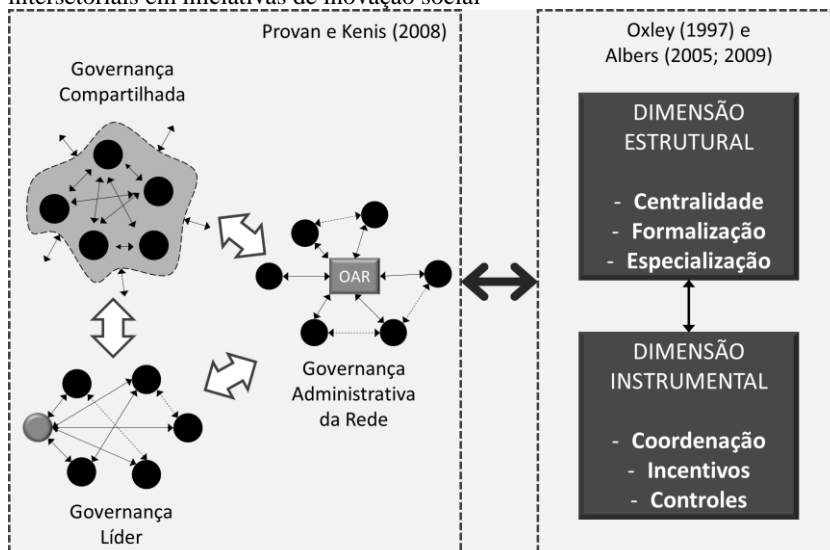 intersetoriais em iniciativas de inovação social
Provan e Kenis (2008)
Governança
Compartilhada
OAR
Governança
Administrativa
da Rede
Governança
Líder
Oxley (1997) e
Albers (2005; 2009)
DIMENSÃO
ESTRUTURAL
- Centralidade
- Formalização
- Especialização
DIMENSÃO
INSTRUMENTAL
- Coordenação
- Incentivos
- Controles